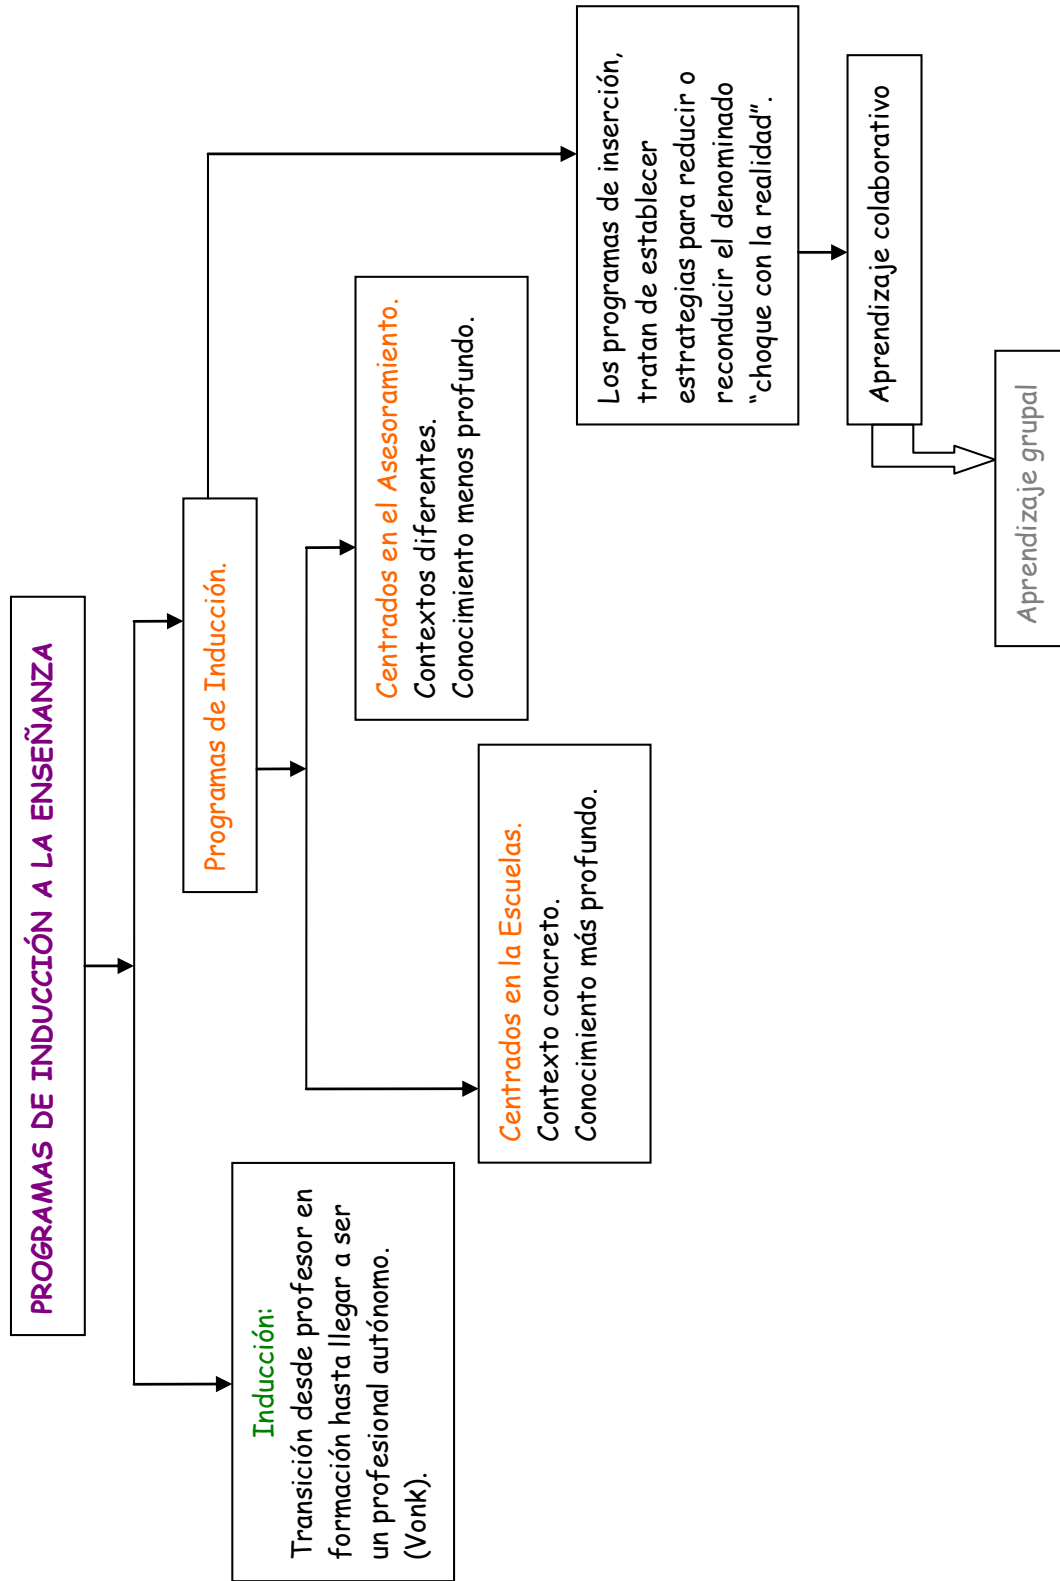 PROGRAMAS DE INDUCCIÓN A LA ENSEÑANZA
Inducción:
Transición desde profesor en
formación hasta llegar a ser
un profesional autónomo.
(Vonk).
Programas de Inducción.
Centrados en la Escuelas.
Contexto concreto.
Conocimiento más profundo.
Centrados en el Asesoramiento.
Contextos diferentes.
Conocimiento menos profundo.
Los programas de inserción,
tratan de establecer
estrategias para reducir o
reconducir el denominado
"choque con la realidad".
Aprendizaje colaborativo
Aprendizaje grupal